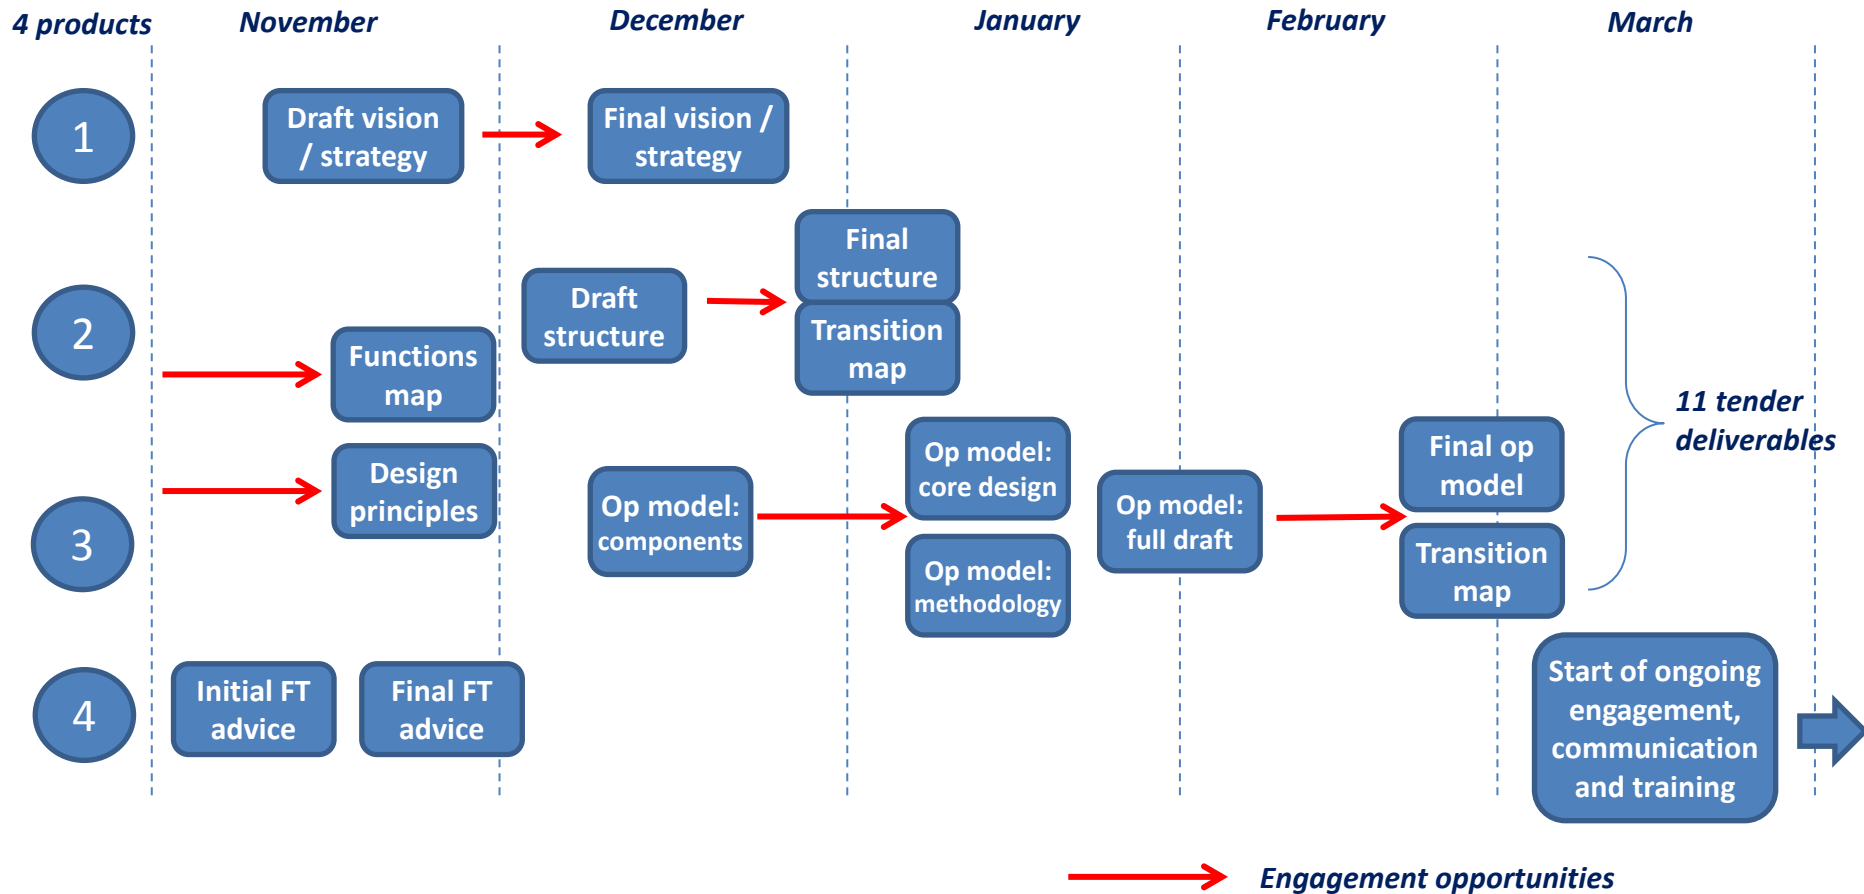 4 products
November
December
January
February
March
1
Draft vision
/ strategy
Final vision /
strategy
2
Functions
map
Draft
structure
Final
structure
Transition
map
11 tender
deliverables
3
Design
principles
Op model:
components
Op model:
core design
Op model:
methodology
Op model:
full draft
Final op
model
Transition
map
4
Initial FT
advice
Final FT
advice
Start of ongoing
engagement,
communication
and training
Engagement opportunities